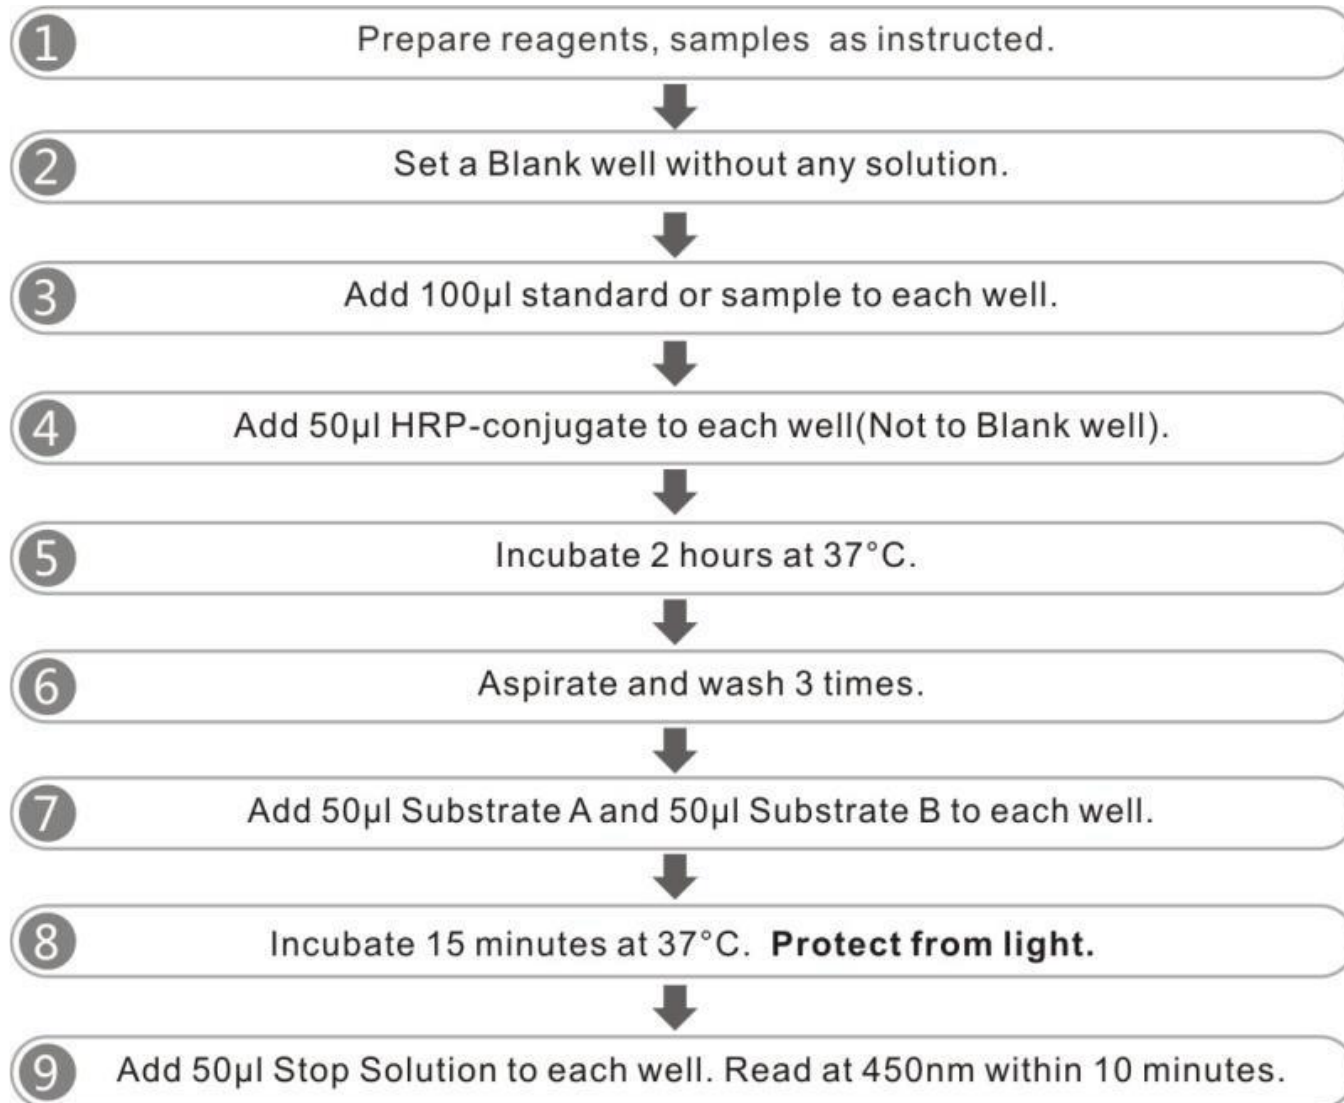 1 Prepare reagents, samples as instructed.
2 Set a Blank well without any solution.
3 Add 100μl standard or sample to each well.
4 Add 50μl HRP-conjugate to each well(Not to Blank well).
5 Incubate 2 hours at 37°C.
6 Aspirate and wash 3 times.
7 Add 50μl Substrate A and 50μl Substrate B to each well.
8 Incubate 15 minutes at 37°C. Protect from light.
9 Add 50μl Stop Solution to each well. Read at 450nm within 10 minutes.